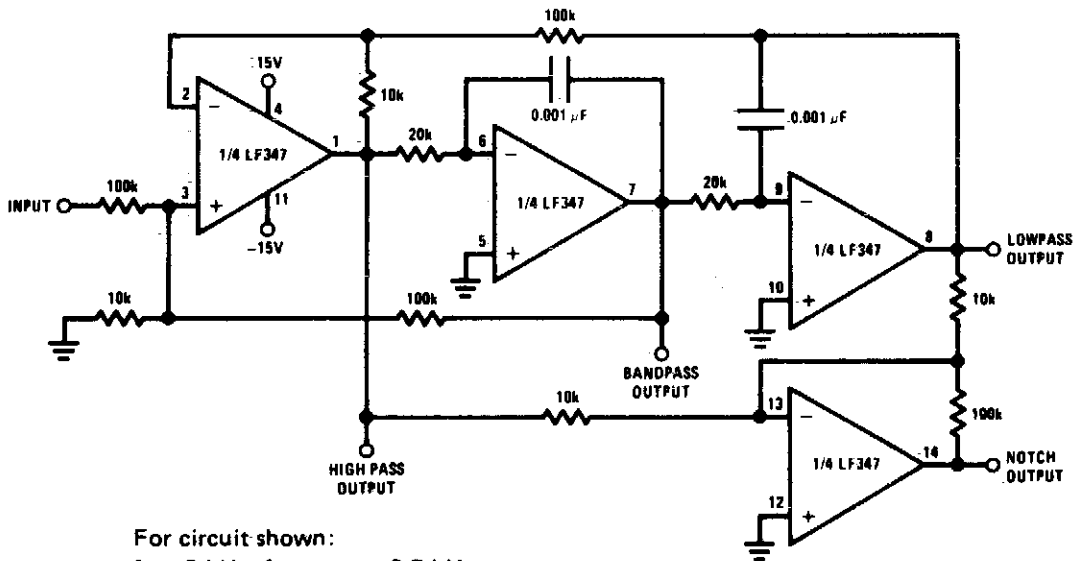 100k
15V
2
4
10k
0.001 µF
0.001 µF
1/4 LF347
1
20k
6
7
20k
9
8
100k
3
11
-15V
INPUT
1/4 LF347
5
1/4 LF347
LOWPASS
OUTPUT
10k
100k
10
10k
BANDPASS
OUTPUT
10k
13
100k
1/4 LF347
14
NOTCH
OUTPUT
HIGH PASS
OUTPUT
12
For circuit shown: